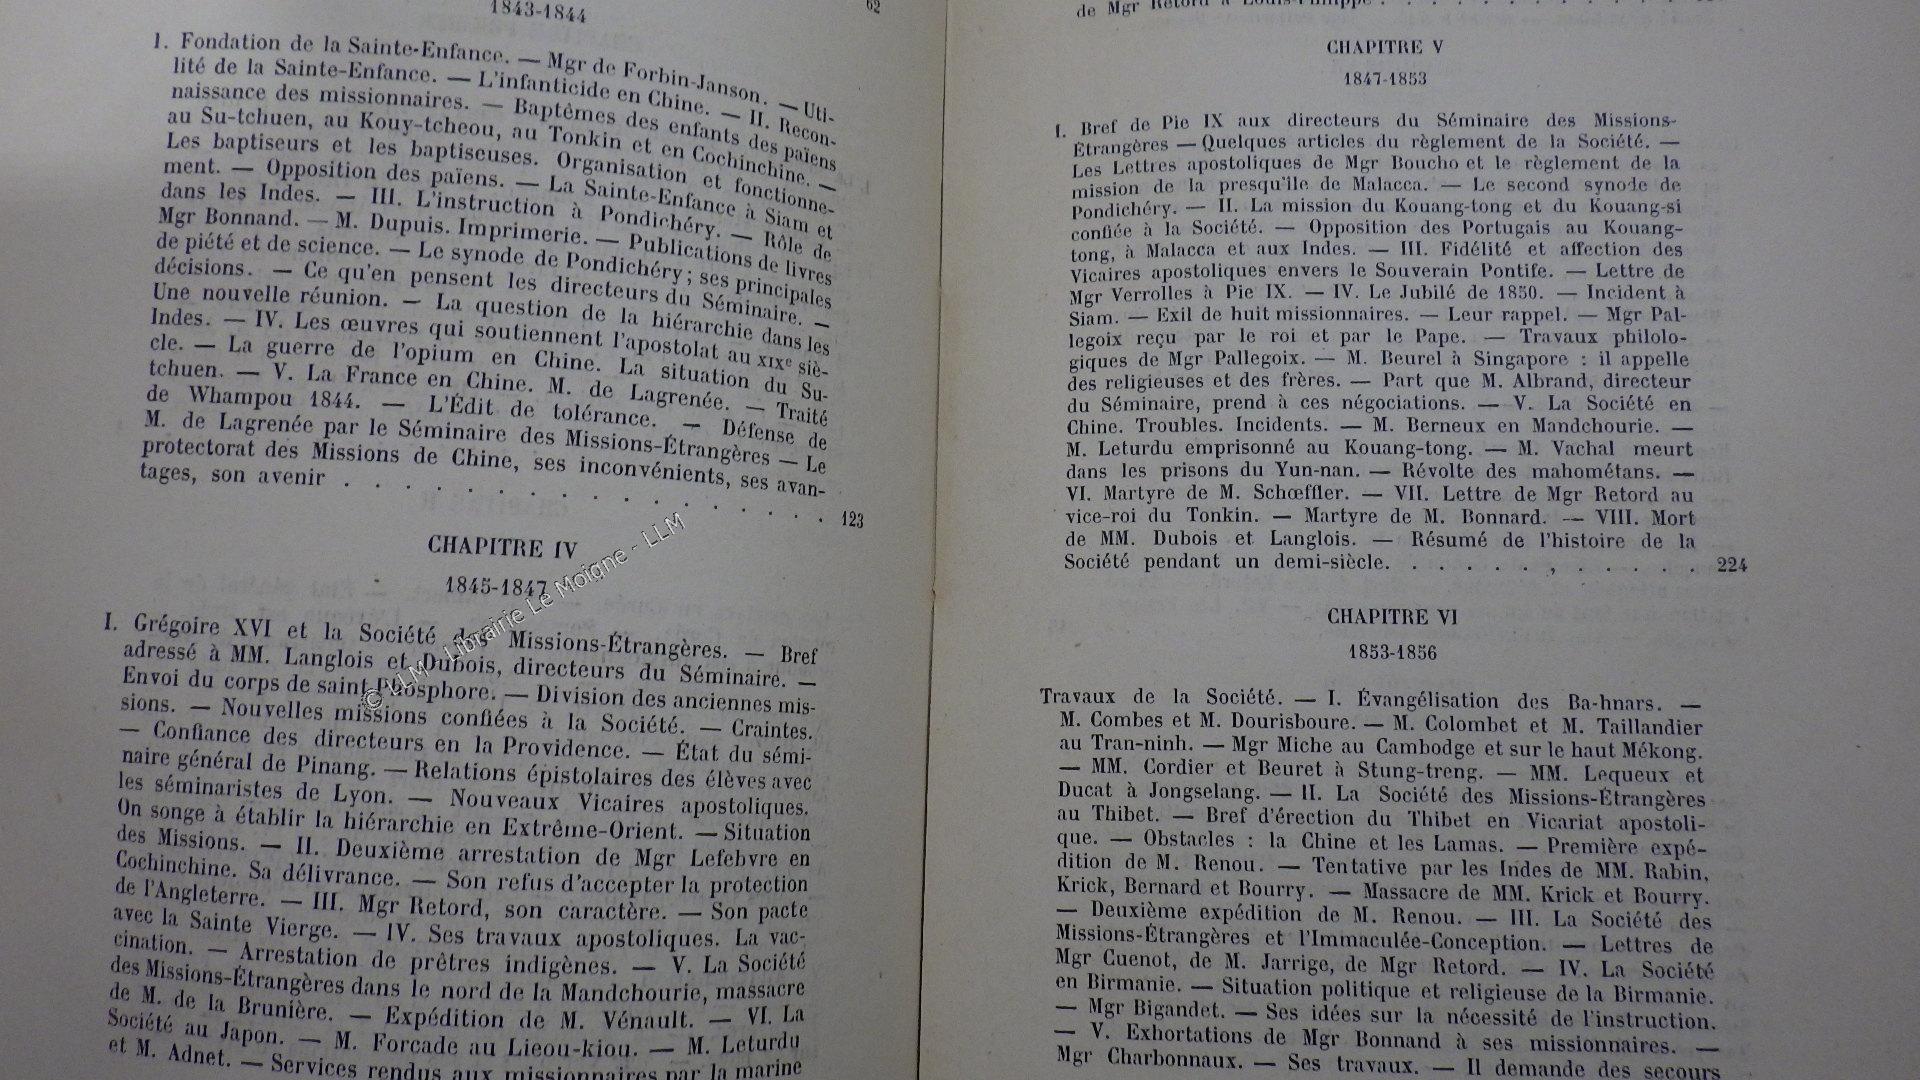 1843-1844
62
I. Fondation de la Sainte-Enfance. — Mgr de Forbin-Janson. — Uti-
lité de la Sainte-Enfance. — L'infanticide en Chine. — II. Recon-
naissance des missionnaires. — Baptêmes des enfants des païens
au Su-tchuen, au Kouy-tcheou, au Tonkin et en Cochinchine. —
Les baptiseurs et les baptiseuses. Organisation et fonctionne-
ment. — Opposition des païens. — La Sainte-Enfance à Siam et
dans les Indes. — III. L'instruction à Pondichéry. — Rôle de
Mgr Bonnand. — M. Dupuis. Imprimerie. — Publications de livres
de piété et de science. — Le synode de Pondichéry ; ses principales
décisions. — Ce qu'en pensent les directeurs du Séminaire. —
Une nouvelle réunion. — La question de la hiérarchie dans les
Indes. — IV. Les œuvres qui soutiennent l'apostolat au XIXe siè-
cle. — La guerre de l'opium en Chine. La situation du Su-
tchuen. — V. La France en Chine. M. de Lagrenée. — Traité
de Whampou 1844. — L'Édit de tolérance. — Défense de
M. de Lagrenée par le Séminaire des Missions-Étrangères — Le
protectorat des Missions de Chine, ses inconvénients, ses avan-
tages, son avenir . . . . . . . . . . . . . . . . 123
CHAPITRE IV
1845-1847
I. Grégoire XVI et la Société des Missions-Étrangères. — Bref
adressé à MM. Langlois et Dubois, directeurs du Séminaire. —
Envoi du corps de saint Phosphore. — Division des anciennes mis-
sions. — Nouvelles missions confiées à la Société. — Craintes.
— Confiance des directeurs en la Providence. — État du sémi-
naire général de Pinang. — Relations épistolaires des élèves avec
les séminaristes de Lyon. — Nouveaux Vicaires apostoliques.
On songe à établir la hiérarchie en Extrême-Orient. — Situation
des Missions. — II. Deuxième arrestation de Mgr Lefebvre en
Cochinchine. Sa délivrance. — Son refus d'accepter la protection
de l'Angleterre. — III. Mgr Retord, son caractère. — Son pacte
avec la Sainte Vierge. — IV. Ses travaux apostoliques. La vac-
cination. — Arrestation de prêtres indigènes. — V. La Société
des Missions-Étrangères dans le nord de la Mandchourie, massacre
de M. de la Brunière. — Expédition de M. Vénault. — VI. La
Société au Japon. — M. Forcade au Lieou-kiou. — M. Leturdu
et M. Adnet. — Services rendus aux missionnaires par la marine
© LLM - Librairie Le Moigne - LLM
de Mgr Retord à Louis-Philippe . . . . . . . . . . . .
CHAPITRE V
1847-1853
I. Bref de Pie IX aux directeurs du Séminaire des Missions-
Étrangères — Quelques articles du règlement de la Société. —
Les Lettres apostoliques de Mgr Boucho et le règlement de la
mission de la presqu'île de Malacca. — Le second synode de
Pondichéry. — II. La mission du Kouang-tong et du Kouang-si
confiée à la Société. — Opposition des Portugais au Kouang-
tong, à Malacca et aux Indes. — III. Fidélité et affection des
Vicaires apostoliques envers le Souverain Pontife. — Lettre de
Mgr Verrolles à Pie IX. — IV. Le Jubilé de 1850. — Incident à
Siam. — Exil de huit missionnaires. — Leur rappel. — Mgr Pal-
legoix reçu par le roi et par le Pape. — Travaux philolo-
giques de Mgr Pallegoix. — M. Beurel à Singapore : il appelle
des religieuses et des frères. — Part que M. Albrand, directeur
du Séminaire, prend à ces négociations. — V. La Société en
Chine. Troubles. Incidents. — M. Berneux en Mandchourie. —
M. Leturdu emprisonné au Kouang-tong. — M. Vachal meurt
dans les prisons du Yun-nan. — Révolte des mahométans. —
VI. Martyre de M. Schœffler. — VII. Lettre de Mgr Retord au
vice-roi du Tonkin. — Martyre de M. Bonnard. — VIII. Mort
de MM. Dubois et Langlois. — Résumé de l'histoire de la
Société pendant un demi-siècle. . . . . . , . . . . . 224
CHAPITRE VI
1853-1856
Travaux de la Société. — I. Évangélisation des Ba-hnars. —
M. Combes et M. Dourisboure. — M. Colombet et M. Taillandier
au Tran-ninh. — Mgr Miche au Cambodge et sur le haut Mékong.
— MM. Cordier et Beuret à Stung-treng. — MM. Lequeux et
Ducat à Jongselang. — II. La Société des Missions-Étrangères
au Thibet. — Bref d'érection du Thibet en Vicariat apostoli-
que. — Obstacles : la Chine et les Lamas. — Première expé-
dition de M. Renou. — Tentative par les Indes de MM. Rabin,
Krick, Bernard et Bourry. — Massacre de MM. Krick et Bourry.
— Deuxième expédition de M. Renou. — III. La Société des
Missions-Étrangères et l'Immaculée-Conception. — Lettres de
Mgr Cuenot, de M. Jarrige, de Mgr Retord. — IV. La Société
en Birmanie. — Situation politique et religieuse de la Birmanie.
— Mgr Bigandet. — Ses idées sur la nécessité de l'instruction.
— V. Exhortations de Mgr Bonnand à ses missionnaires. —
Mgr Charbonnaux. — Ses travaux. — Il demande des secours